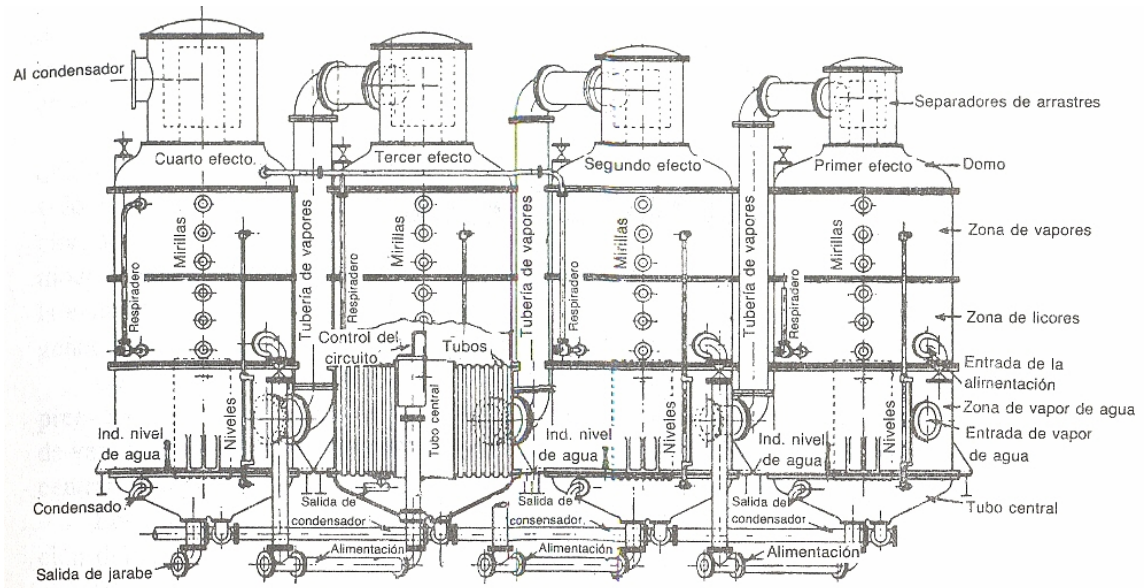 Al condensador
Separadores de arrastres
Cuarto efecto.
Tercer efecto
Segundo efecto
Primer efecto
Domo
Mirillas
Tubería de vapores
Mirillas
Tubería de vapores
Mirillas
Tubería de vapores
Mirillas
Zona de vapores
Respiradero
Respiradero
Respiradero
Respiradero
Zona de licores
Control del
circuito
Tubos
Entrada de la
alimentación
Tubo central
Niveles
Niveles
Niveles
Zona de vapor de agua
Entrada de vapor
de agua
Ind. nivel
de agua
Ind. nivel
de agua
Ind. nivel
de agua
Condensado
Salida de
condensador
Salida de
consensador
Salida de
condensador
Tubo central
Alimentación
Alimentación
Alimentación
Salida de jarabe